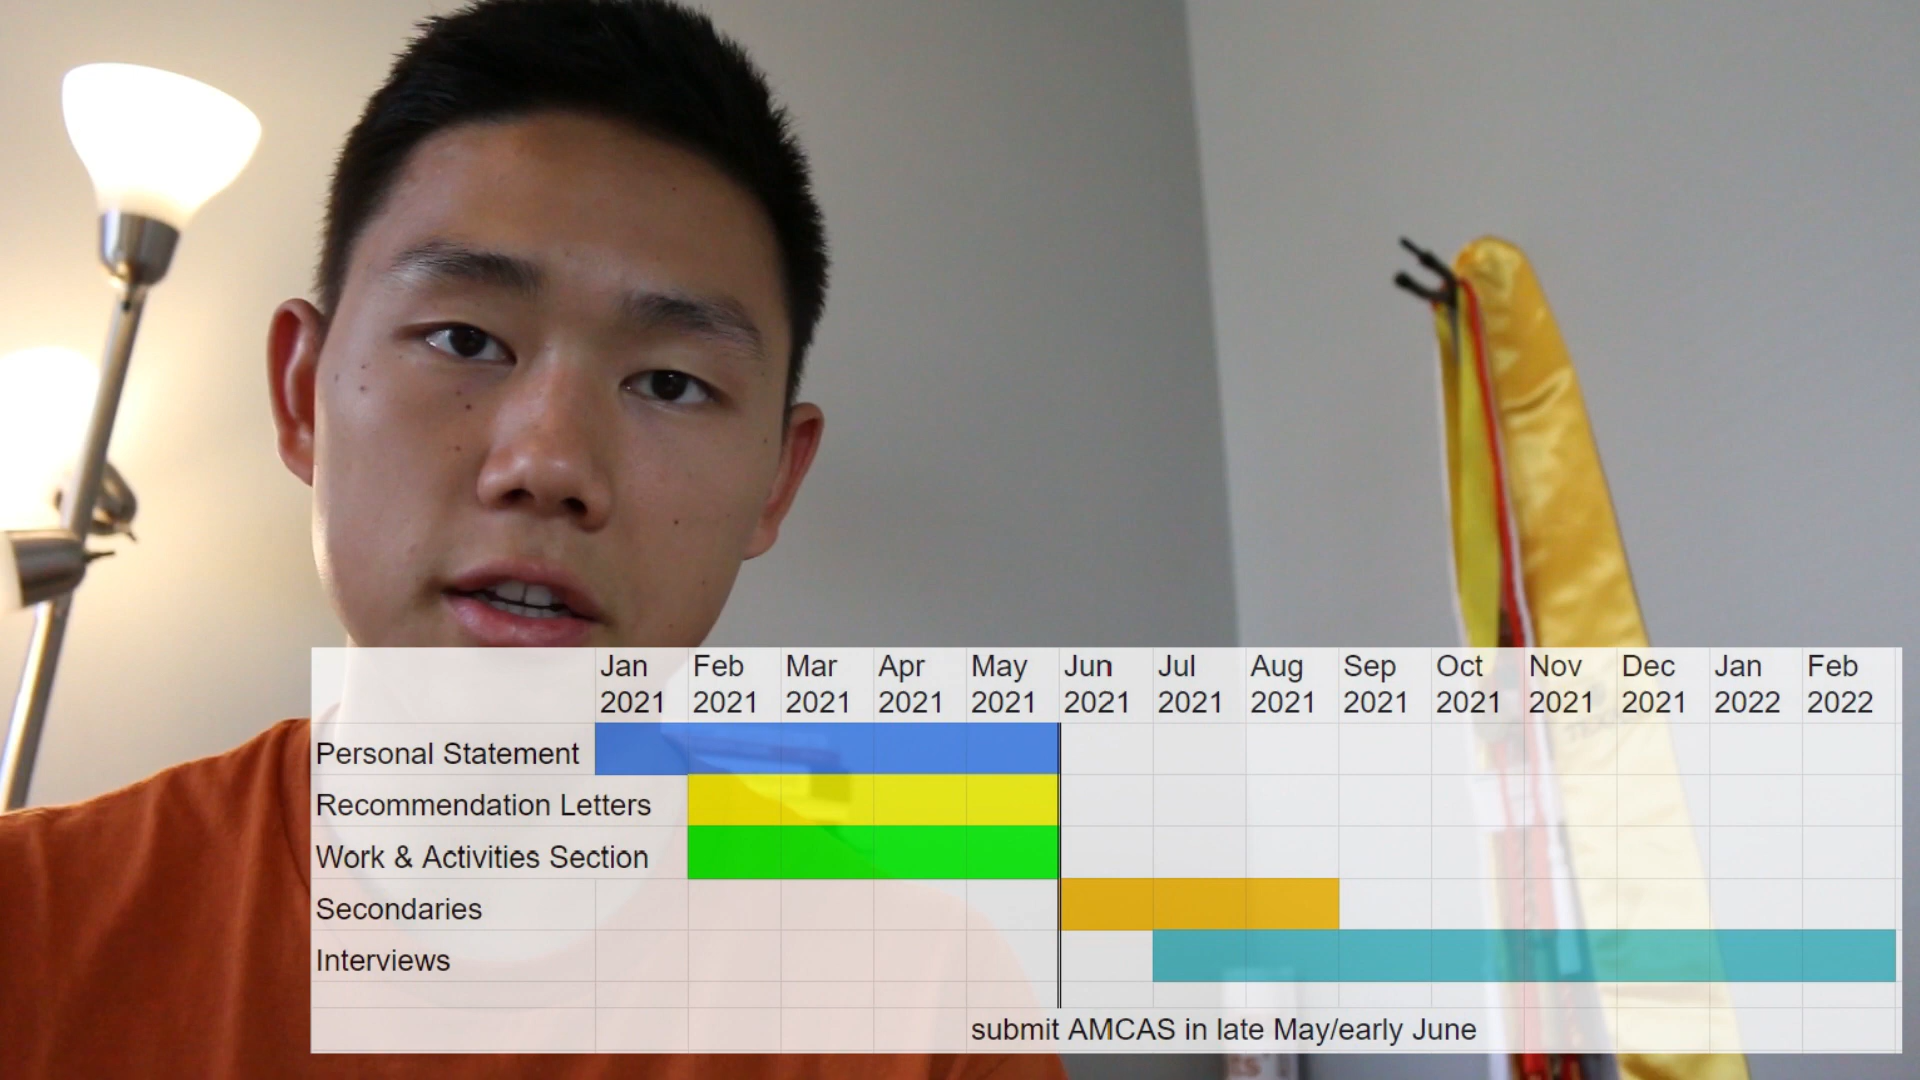 Jan Feb Mar Apr May Jun Jul Aug Sep Oct Nov Dec Jan Feb
2021 2021 2021 2021 2021 2021 2021 2021 2021 2021 2021 2021 2022 2022
Personal Statement
Recommendation Letters
Work & Activities Section
Secondaries
Interviews
submit AMCAS in late May/early June